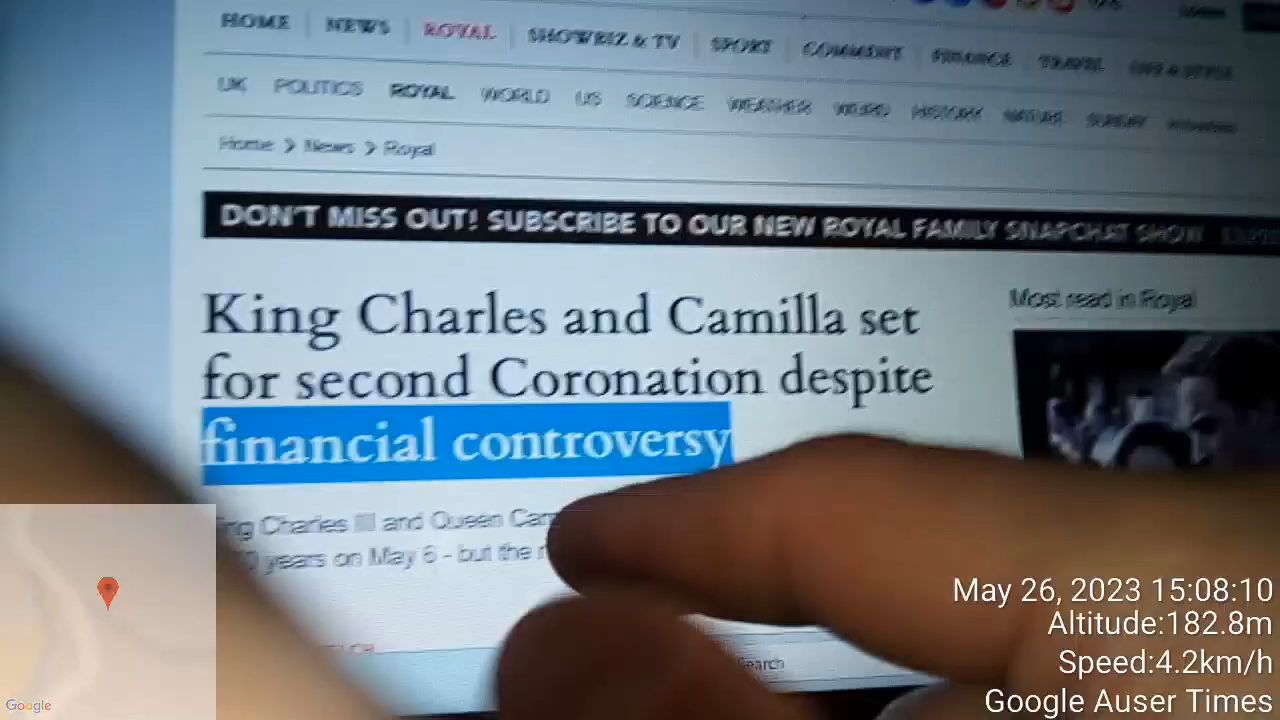 HOME NEWS ROYAL SHOWBIZ & TV SPORT COMMENT FINANCE TRAVEL LIFE & STYLE
UK POLITICS ROYAL WORLD US SCIENCE WEATHER WEIRD HISTORY NATURE SUNDAY
Home > News > Royal
DON'T MISS OUT! SUBSCRIBE TO OUR NEW ROYAL FAMILY SNAPCHAT SHOW
King Charles and Camilla set
for second Coronation despite
financial controversy
Most read in Royal
Charles III and Queen
years on May 6 - but the
May 26, 2023 15:08:10
Altitude:182.8m
Speed:4.2km/h
Google Auser Times
Google